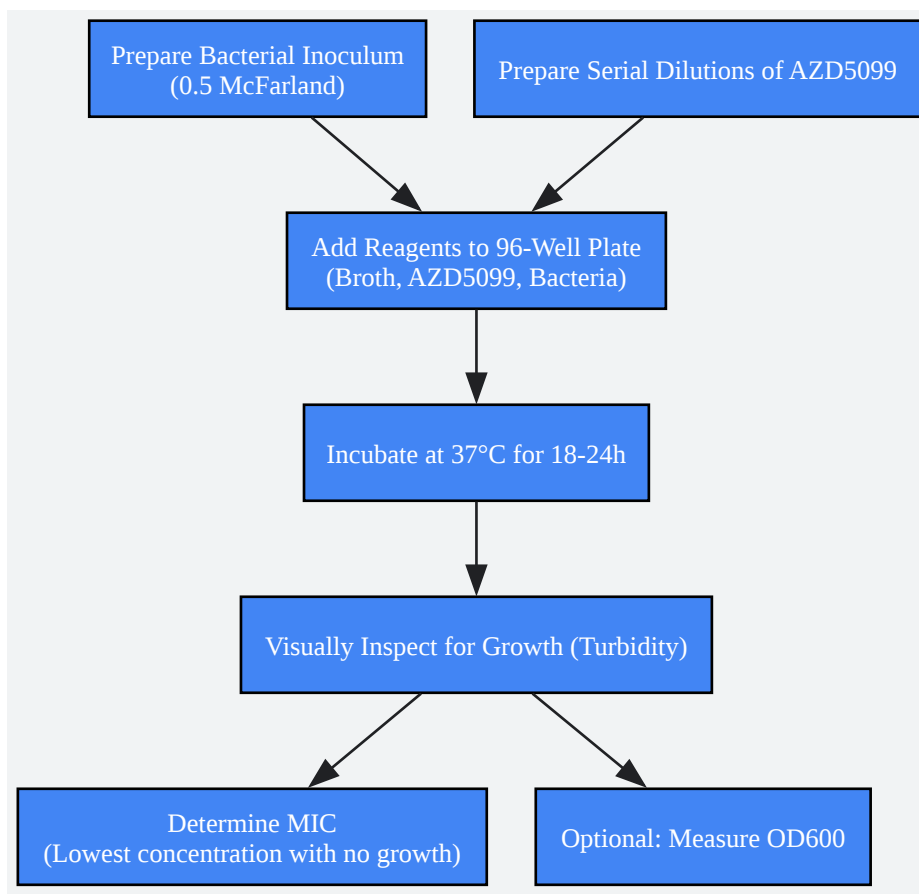 Prepare Bacterial Inoculum
(0.5 McFarland)
Prepare Serial Dilutions of AZD5099
Add Reagents to 96-Well Plate
(Broth, AZD5099, Bacteria)
Incubate at 37°C for 18-24h
Visually Inspect for Growth (Turbidity)
Determine MIC
(Lowest concentration with no growth)
Optional: Measure OD600